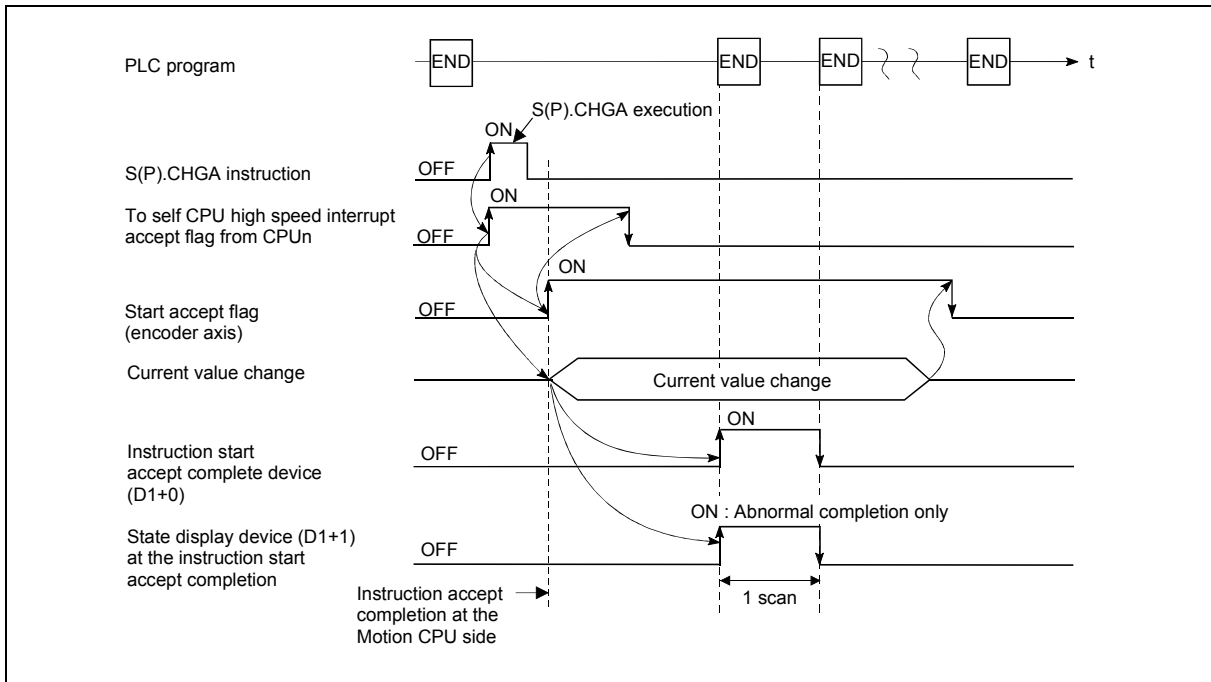 PLC program
END
END
END
END
t
S(P).CHGA execution
ON
S(P).CHGA instruction
OFF
ON
To self CPU high speed interrupt
accept flag from CPUn
OFF
ON
Start accept flag
(encoder axis)
OFF
Current value change
Current value change
ON
Instruction start
accept complete device
(D1+0)
OFF
ON : Abnormal completion only
State display device (D1+1)
at the instruction start
accept completion
OFF
1 scan
Instruction accept
completion at the
Motion CPU side